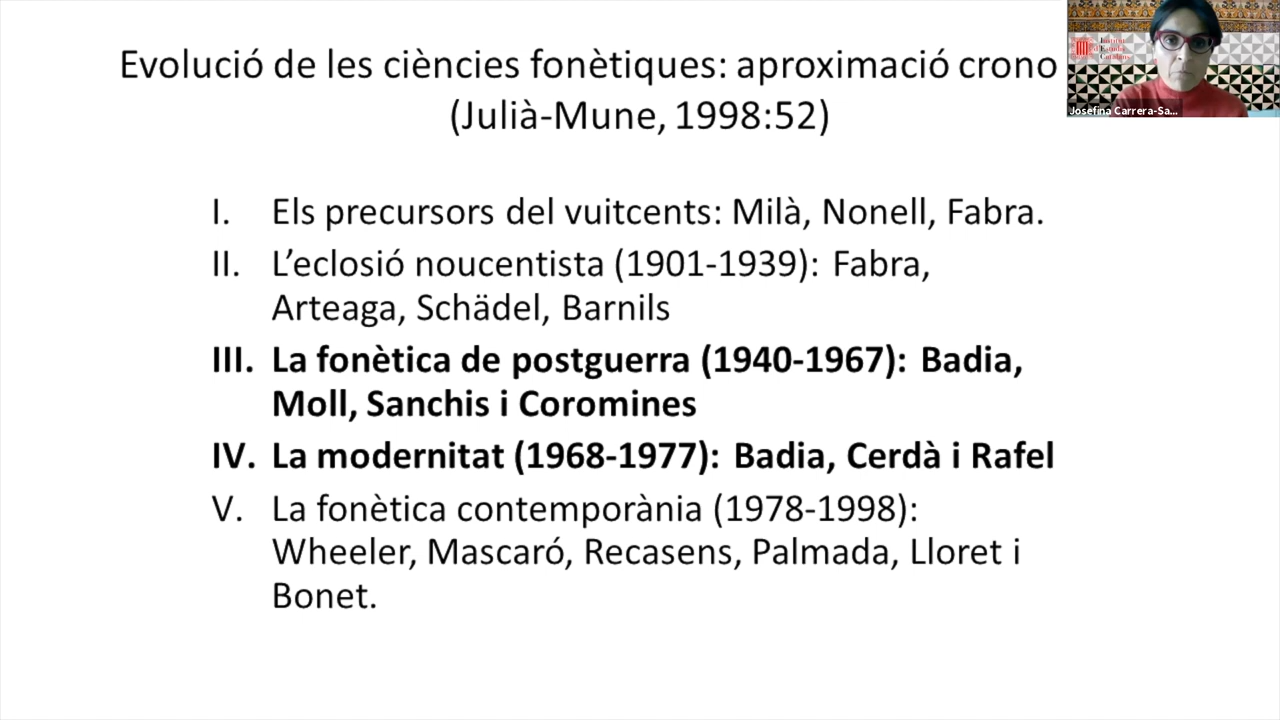 Evolució de les ciències fonètiques: aproximació crono
(Julià-Mune, 1998:52)
I. Els precursors del vuitcents: Milà, Nonell, Fabra.
II. L’eclosió noucentista (1901-1939): Fabra,
Arteaga, Schädel, Barnils
III. La fonètica de postguerra (1940-1967): Badia,
Moll, Sanchis i Coromines
IV. La modernitat (1968-1977): Badia, Cerdà i Rafel
V. La fonètica contemporània (1978-1998):
Wheeler, Mascaró, Recasens, Palmada, Lloret i
Bonet.
Josefina Carrera-Sa...